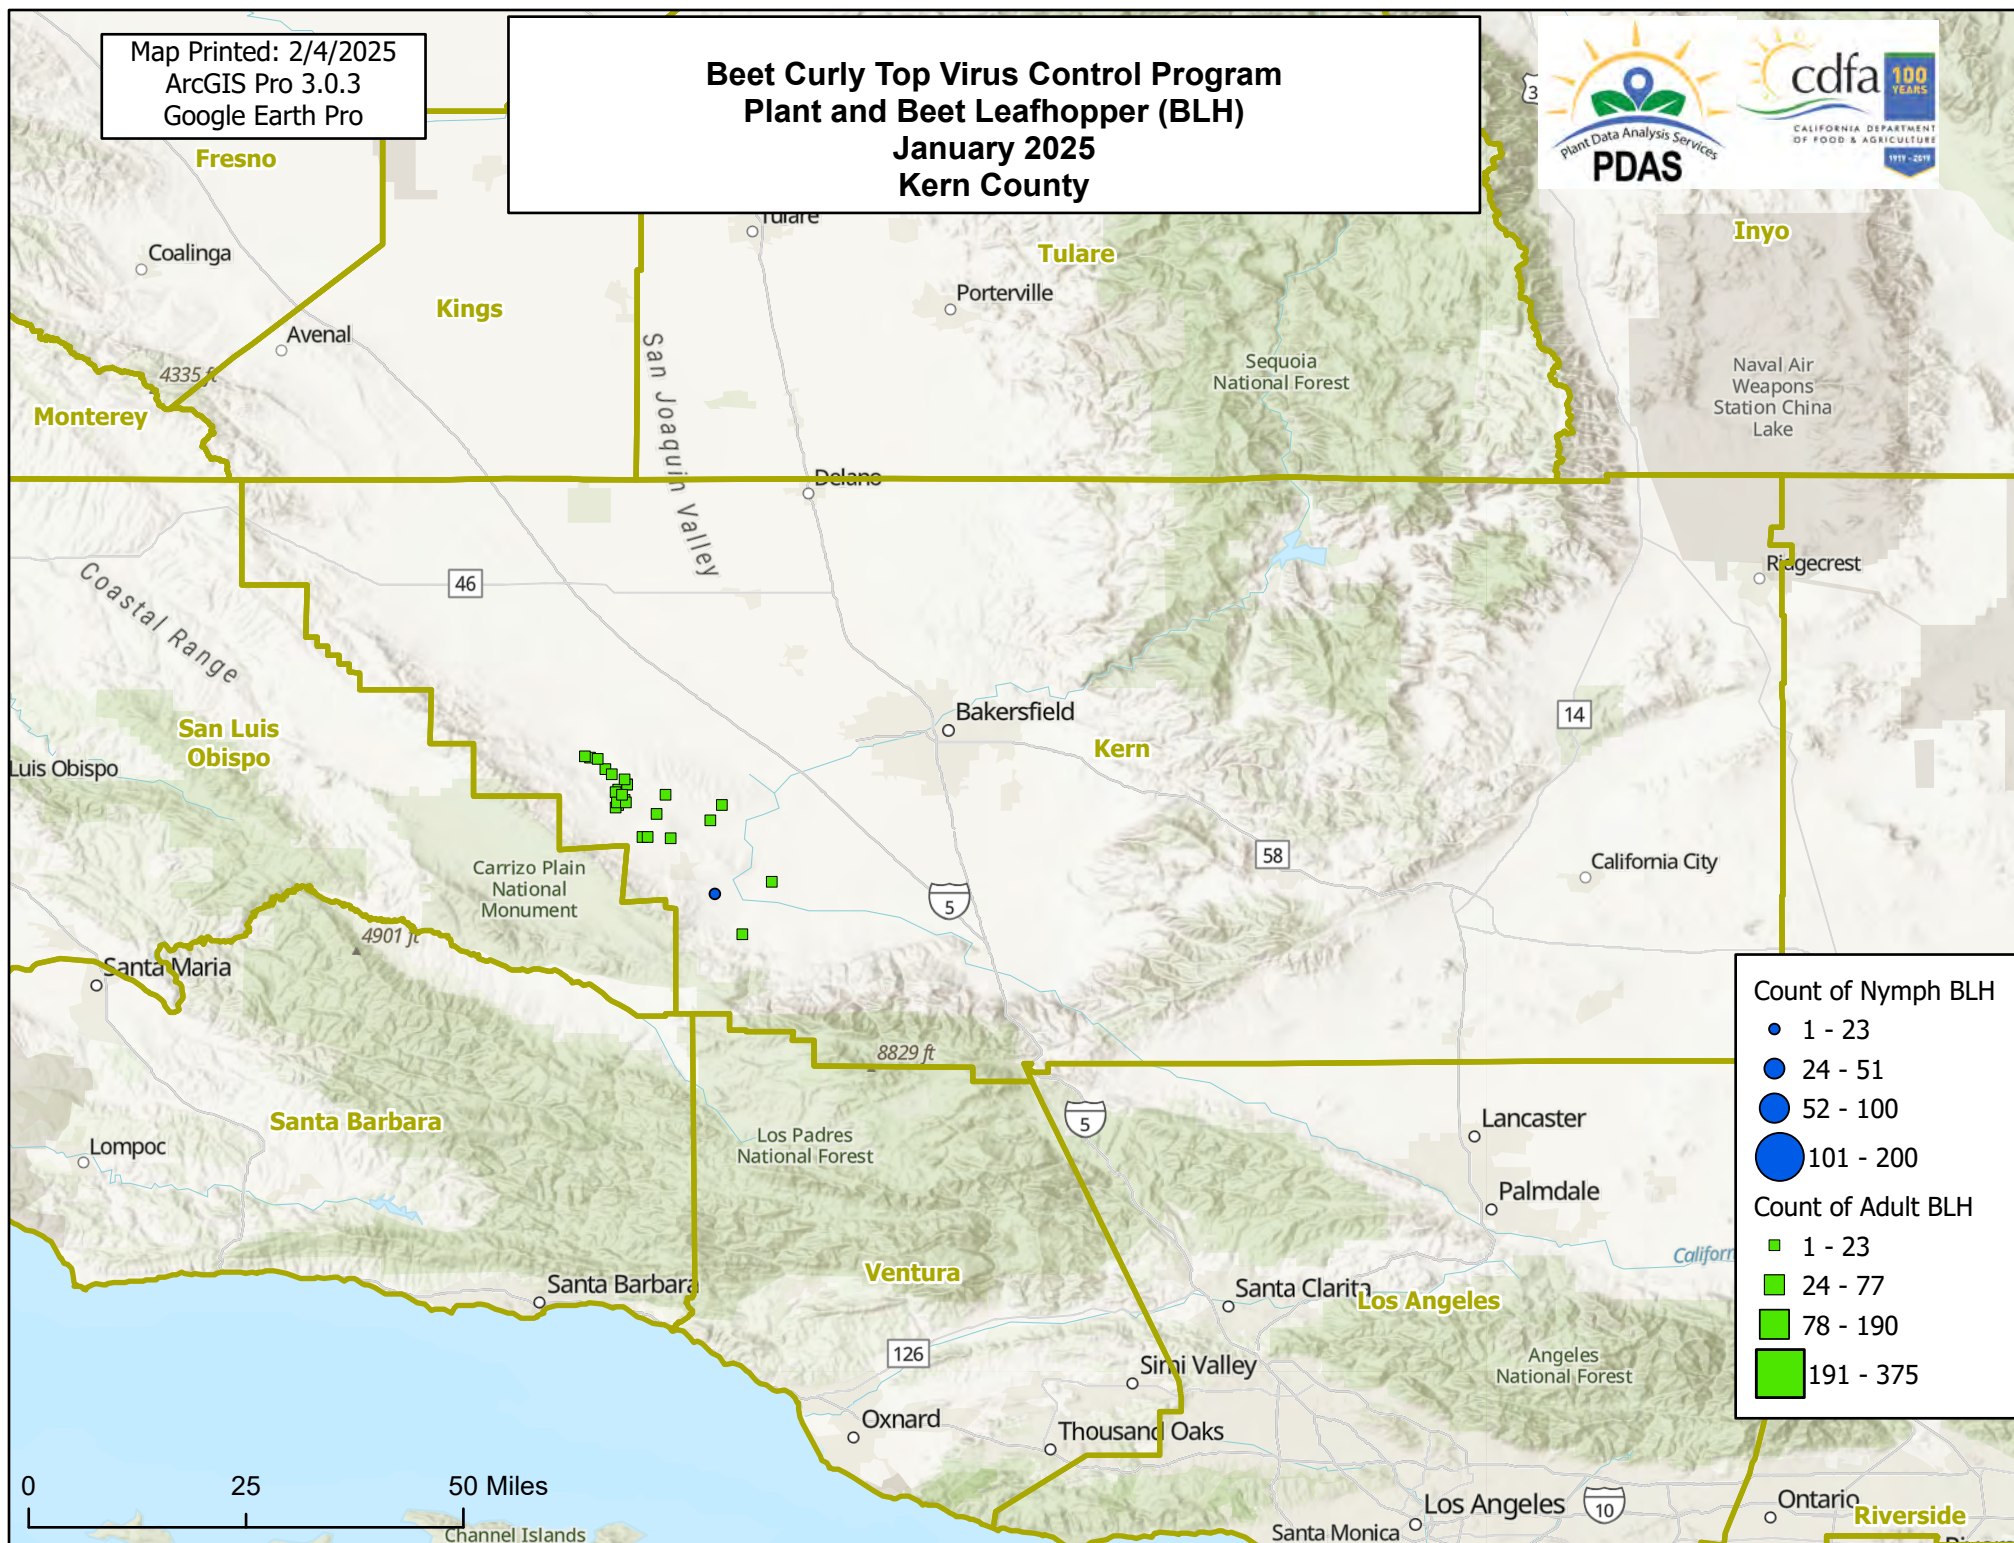 Map Printed: 2/4/2025
ArcGIS Pro 3.0.3
Google Earth Pro
Beet Curly Top Virus Control Program
Plant and Beet Leafhopper (BLH)
January 2025
Kern County
Plant Data Analysis Services
PDAS
cdfa
100
YEARS
CALIFORNIA DEPARTMENT
OF FOOD & AGRICULTURE
1919 - 2019
3
Fresno
Tulare
Inyo
Coalinga
Tulare
Kings
Porterville
Avenal
San Joaquin Valley
4335 ft
Sequoia
National Forest
Naval Air
Weapons
Station China
Lake
Monterey
Delano
46
Ridgecrest
Coastal Range
Bakersfield
14
San Luis
Obispo
Kern
Luis Obispo
58
California City
Carrizo Plain
National
Monument
5
4901 ft
Santa Maria
8829 ft
Santa Barbara
5
Lompoc
Los Padres
National Forest
Lancaster
Palmdale
Ventura
Santa Barbara
Santa Clarita
Los Angeles
Californ
126
Simi Valley
Angeles
National Forest
Oxnard
Thousand Oaks
Los Angeles
10
Ontario
Riverside
Santa Monica
Channel Islands
0 25 50 Miles
Count of Nymph BLH
1 - 23
24 - 51
52 - 100
101 - 200
Count of Adult BLH
1 - 23
24 - 77
78 - 190
191 - 375